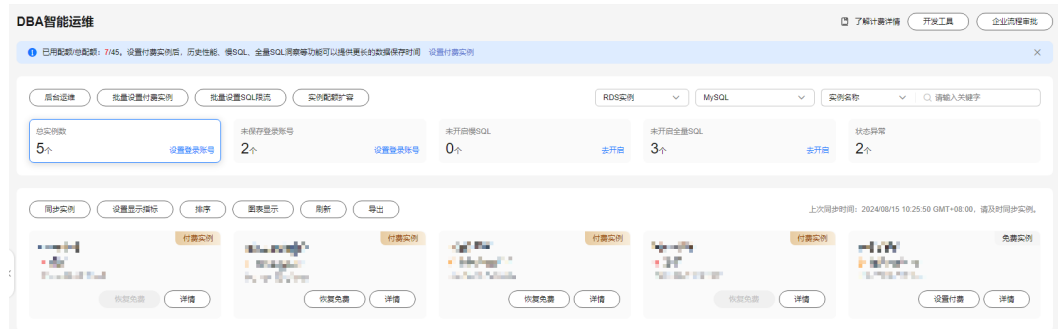 DBA智能运维 了解计费详情 开发工具 企业流程审批
已用配额/总配额：7/45。设置付费实例后，历史性能、慢SQL、全量SQL洞察等功能可以提供更长的数据保存时间 设置付费实例
后台运维 批量设置付费实例 批量设置SQL限流 实例配额扩容 RDS实例 MySQL 实例名称 请输入关键字
总实例数 未保存登录账号 未开启慢SQL 未开启全量SQL 状态异常
5个 设置登录账号 2个 设置登录账号 0个 去开启 3个 去开启 2个
同步实例 设置显示指标 排序 图表显示 刷新 导出 上次同步时间：2024/08/15 10:25:50 GMT+08:00，请及时同步实例。
付费实例 付费实例 付费实例 付费实例 免费实例
恢复免费 详情 恢复免费 详情 恢复免费 详情 恢复免费 详情 设置付费 详情